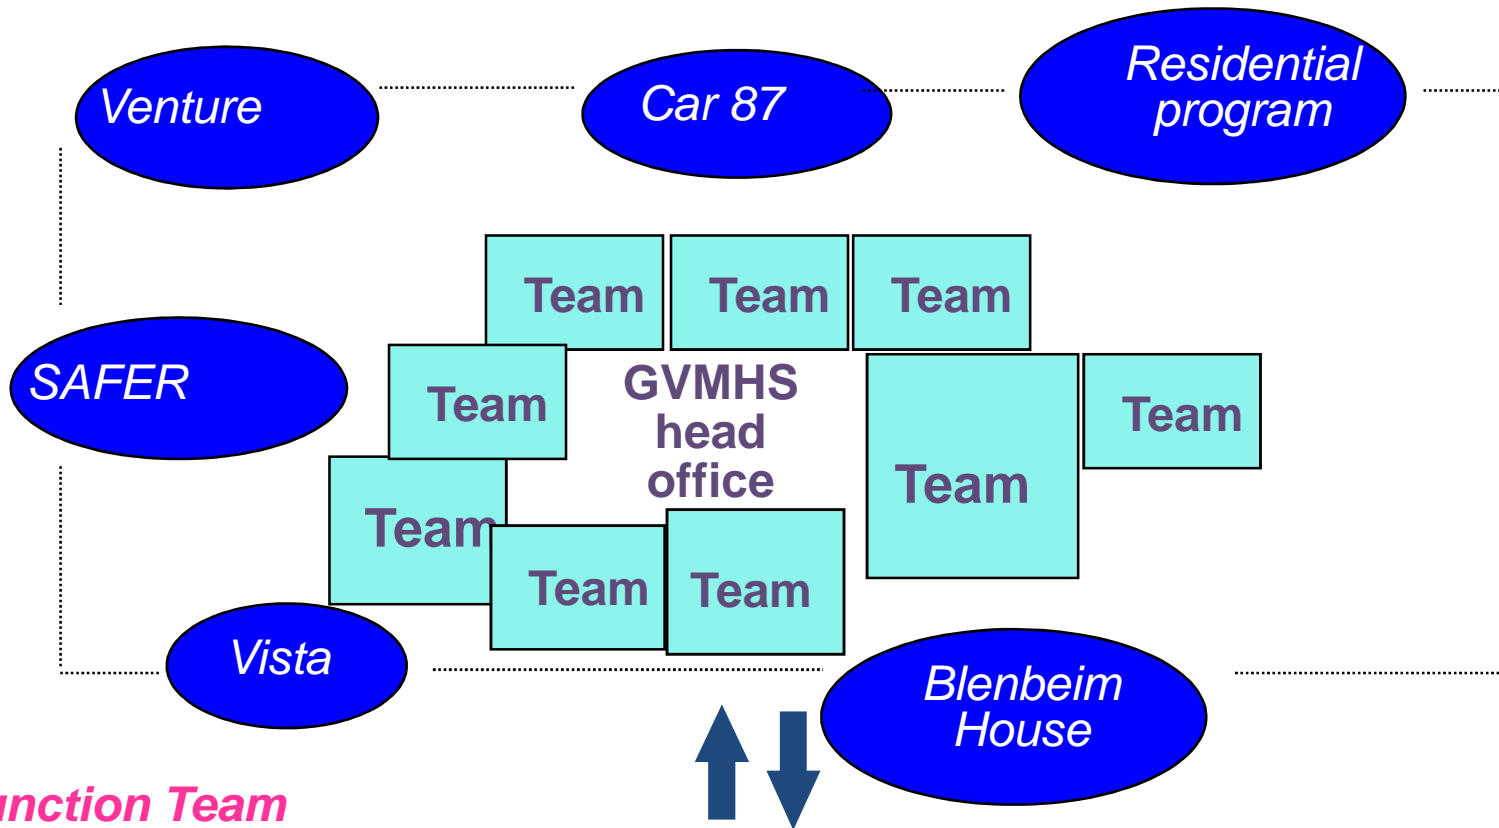 Venture
Car 87
Residential
program
Team
Team
Team
SAFER
Team
GVMHS
head
office
Team
Team
Team
Team
Team
Vista
Blenbeim
House
unction Team